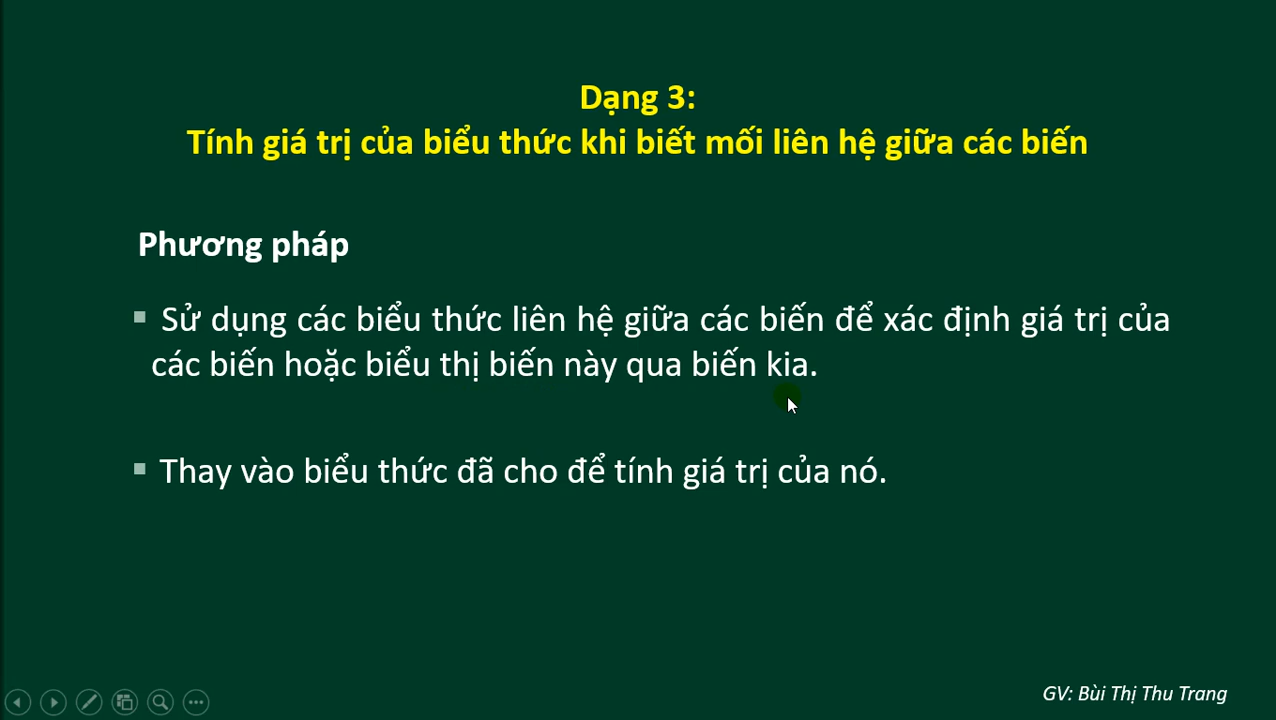 Dạng 3:
Tính giá trị của biểu thức khi biết mối liên hệ giữa các biến
Phương pháp
Sử dụng các biểu thức liên hệ giữa các biến để xác định giá trị của
các biến hoặc biểu thị biến này qua biến kia.
Thay vào biểu thức đã cho để tính giá trị của nó.
GV: Bùi Thị Thu Trang